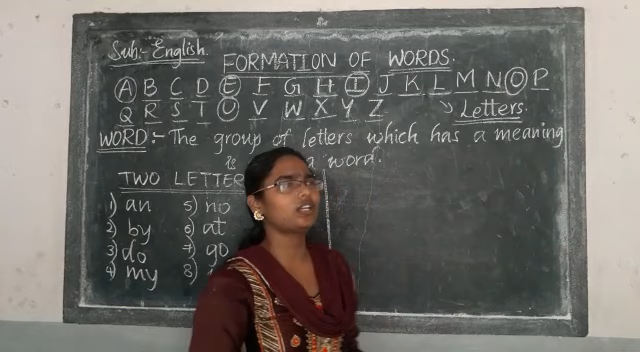 Sub:- English.
FORMATION OF WORDS.
A B C D E F G H I J K L M N O P
Q R S T U V W X Y Z → Letters.
WORD:- The group of letters which has a meaning
is a word.
TWO LETTER
1) an 5) no
2) by 6) at
3) do 7) go
4) my 8)